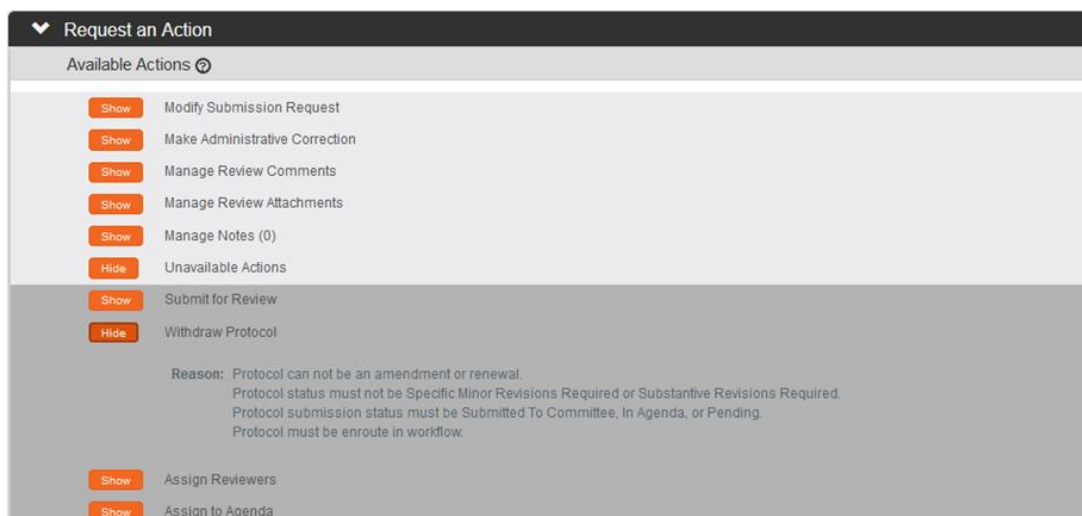 Request an Action
Available Actions
Show Modify Submission Request
Show Make Administrative Correction
Show Manage Review Comments
Show Manage Review Attachments
Show Manage Notes (0)
Hide Unavailable Actions
Show Submit for Review
Hide Withdraw Protocol
Reason: Protocol can not be an amendment or renewal.
Protocol status must not be Specific Minor Revisions Required or Substantive Revisions Required.
Protocol submission status must be Submitted To Committee, In Agenda, or Pending.
Protocol must be enroute in workflow.
Show Assign Reviewers
Show Assign to Agenda